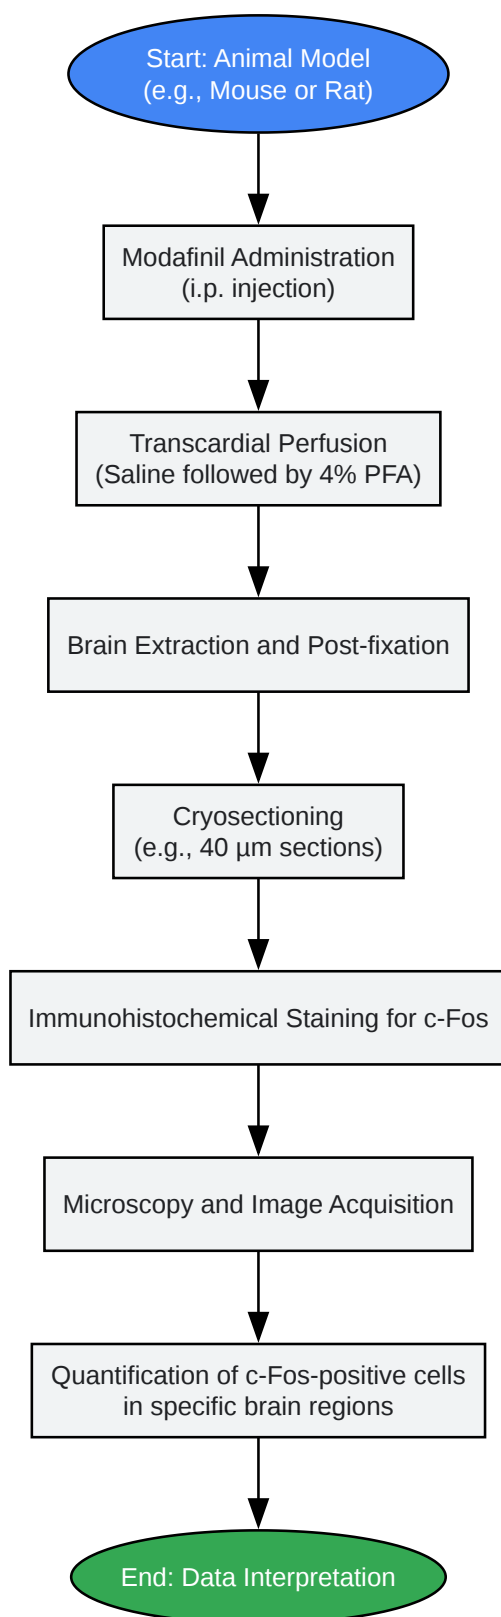 Start: Animal Model
(e.g., Mouse or Rat)
Modafinil Administration
(i.p. injection)
Transcardial Perfusion
(Saline followed by 4% PFA)
Brain Extraction and Post-fixation
Cryosectioning
(e.g., 40 µm sections)
Immunohistochemical Staining for c-Fos
Microscopy and Image Acquisition
Quantification of c-Fos-positive cells
in specific brain regions
End: Data Interpretation